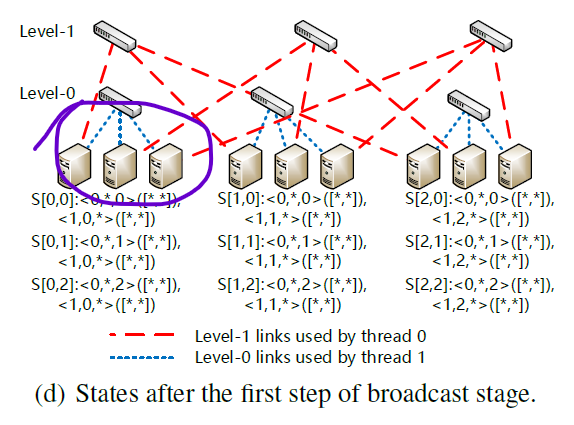 Level-1
Level-0
S[0,0]:<0,*,0>([*,*]), S[1,0]:<0,*,0>([*,*]), S[2,0]:<0,*,0>([*,*]),
<1,0,*>([*,*]) <1,1,*>([*,*]) <1,2,*>([*,*])
S[0,1]:<0,*,1>([*,*]), S[1,1]:<0,*,1>([*,*]), S[2,1]:<0,*,1>([*,*]),
<1,0,*>([*,*]) <1,1,*>([*,*]) <1,2,*>([*,*])
S[0,2]:<0,*,2>([*,*]), S[1,2]:<0,*,2>([*,*]), S[2,2]:<0,*,2>([*,*]),
<1,0,*>([*,*]) <1,1,*>([*,*]) <1,2,*>([*,*])
Level-1 links used by thread 0
Level-0 links used by thread 1
(d) States after the first step of broadcast stage.